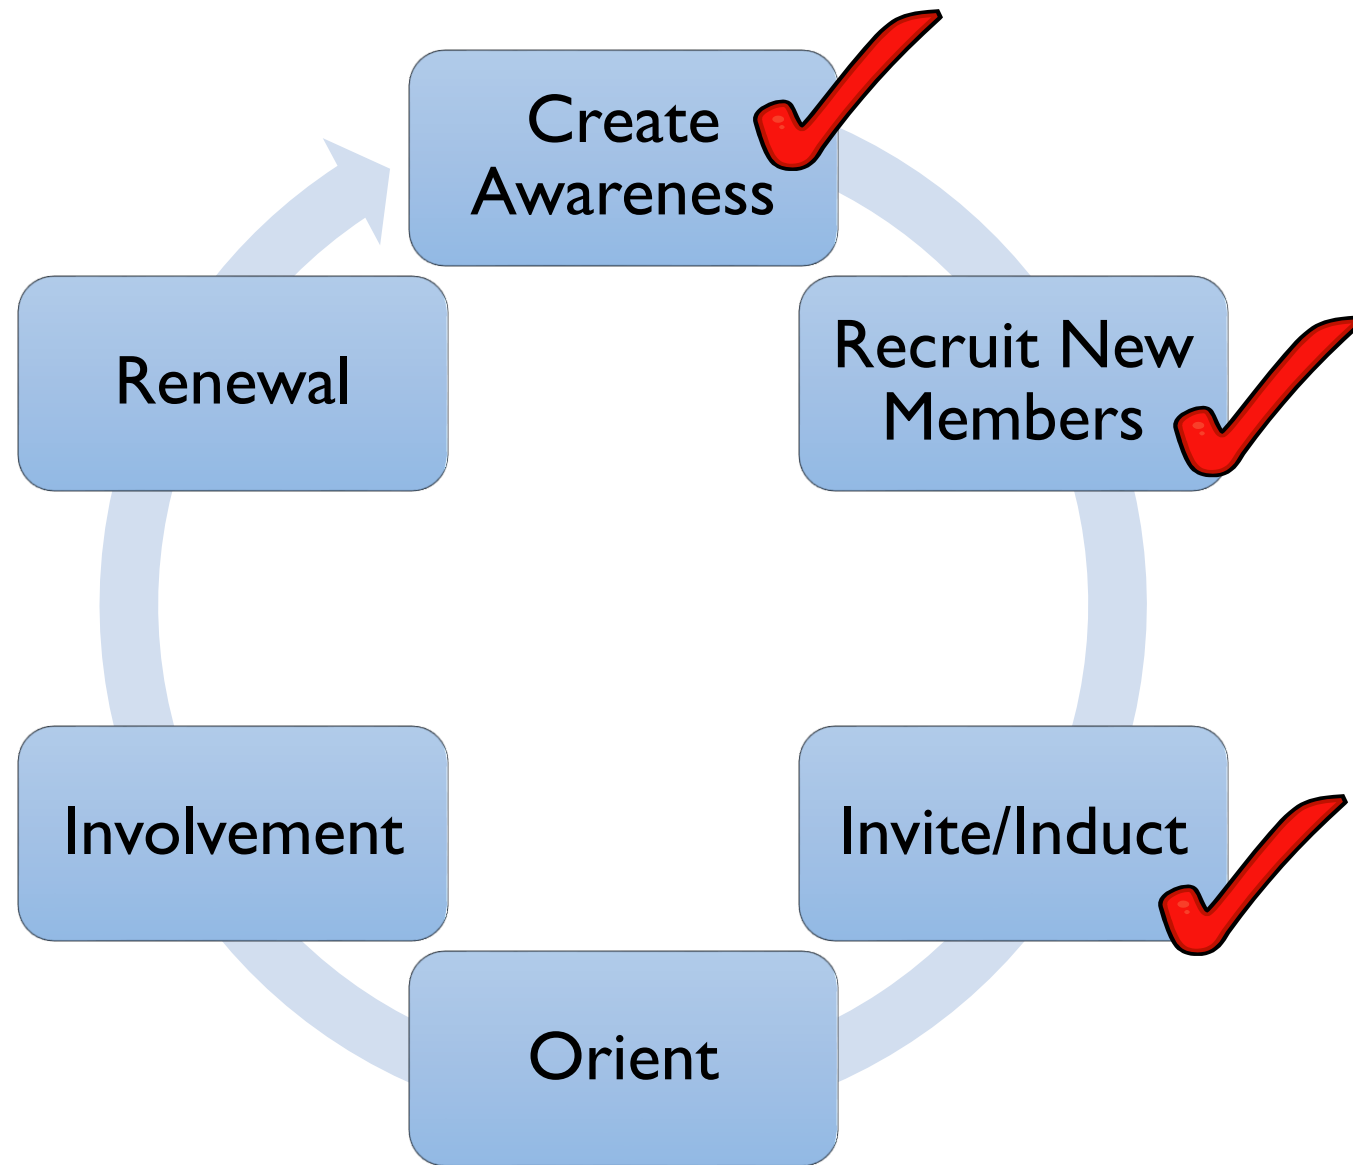 Create
Awareness
Recruit New
Members
Invite/Induct
Orient
Involvement
Renewal